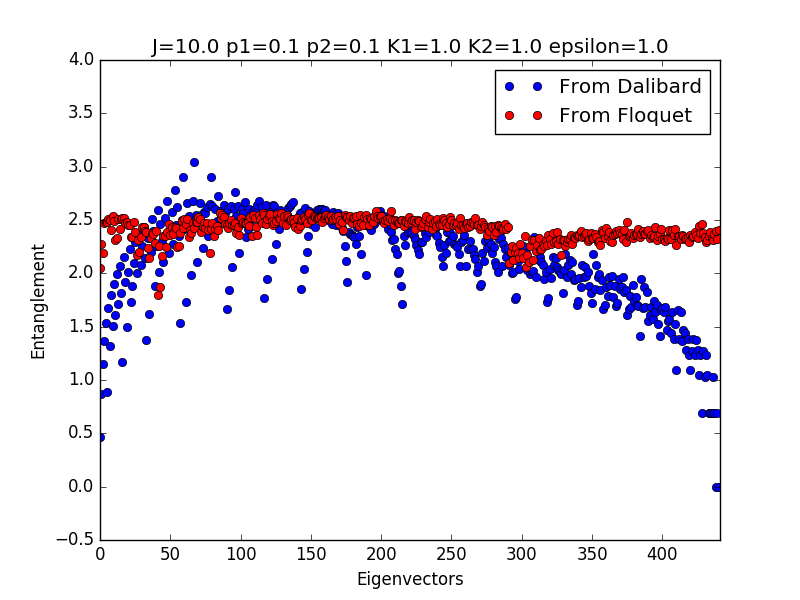 J=10.0 p1=0.1 p2=0.1 K1=1.0 K2=1.0 epsilon=1.0
4.0
3.5
3.0
2.5
2.0
1.5
1.0
0.5
0.0
−0.5
From Dalibard
From Floquet
Entanglement
0 50 100 150 200 250 300 350 400
Eigenvectors